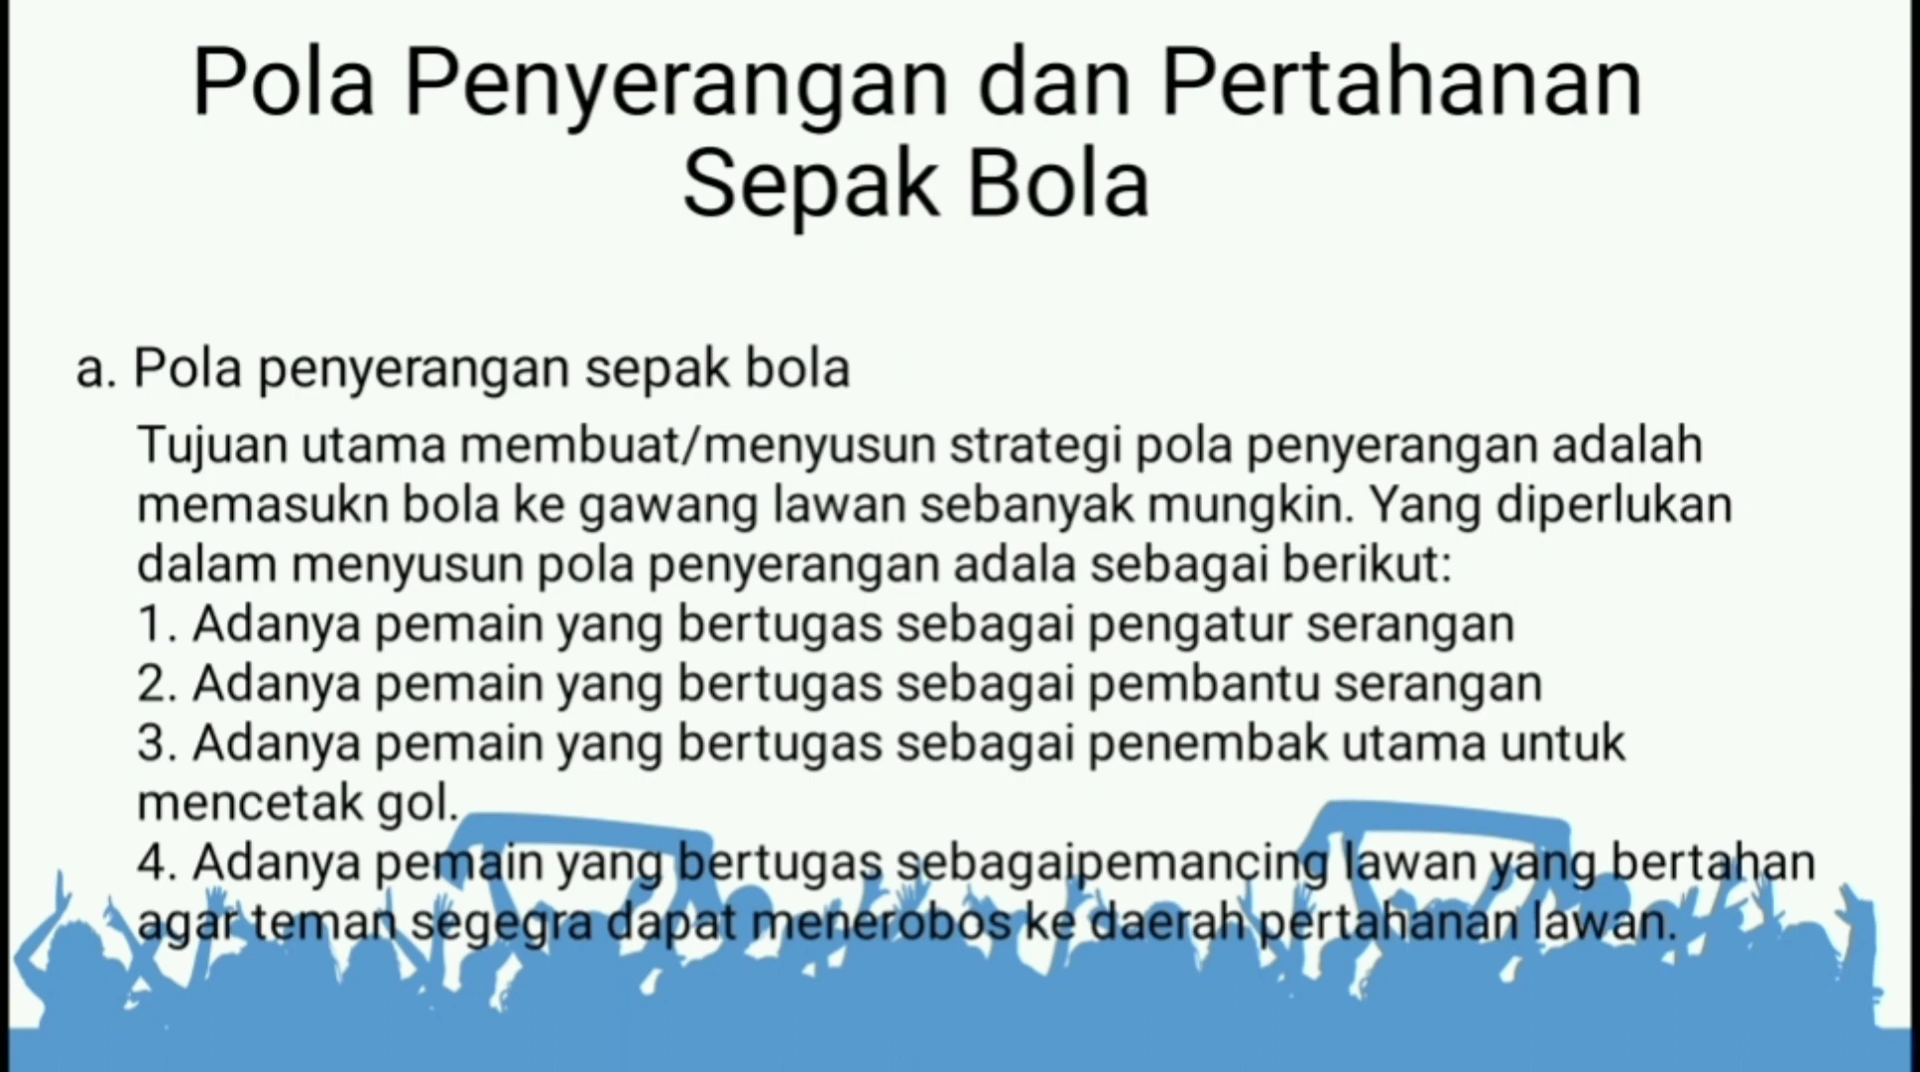 Pola Penyerangan dan Pertahanan
Sepak Bola
a. Pola penyerangan sepak bola
Tujuan utama membuat/menyusun strategi pola penyerangan adalah
memasukn bola ke gawang lawan sebanyak mungkin. Yang diperlukan
dalam menyusun pola penyerangan adala sebagai berikut:
1. Adanya pemain yang bertugas sebagai pengatur serangan
2. Adanya pemain yang bertugas sebagai pembantu serangan
3. Adanya pemain yang bertugas sebagai penembak utama untuk
mencetak gol.
4. Adanya pemain yang bertugas sebagaipemancing lawan yang bertahan
agar teman segegra dapat menerobos ke daerah pertahanan lawan.